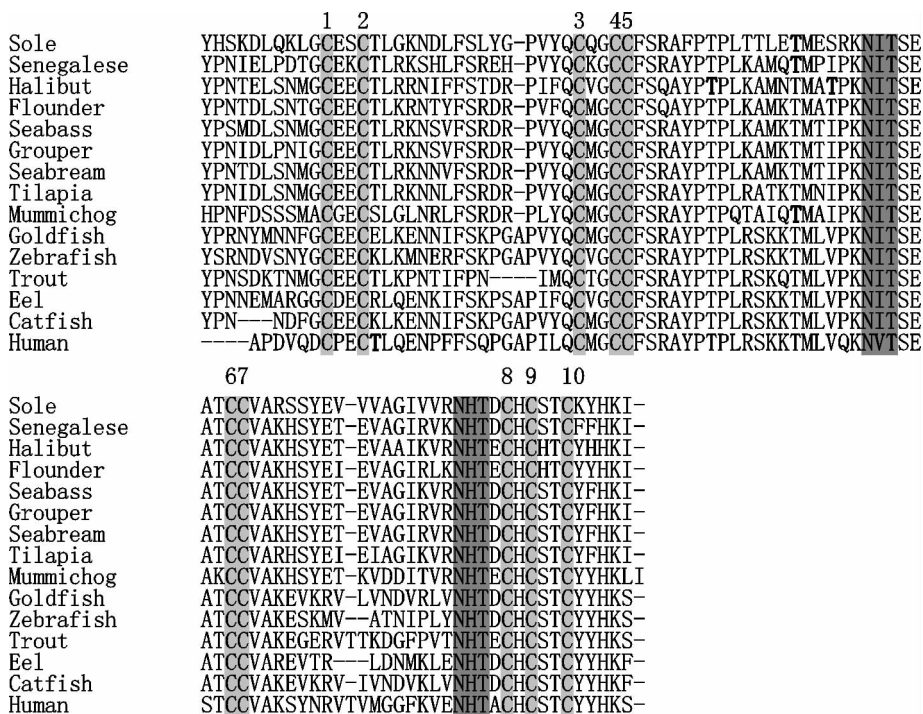 1 2 3 45
Sole YHSKDLQKLGCESCTLGKNDLFSLYG-PVYQCQGCCFSRAFPTPLTTLETMESRKNITSE
Senegalese YPNIELPDTGCEKCTLRKSHLFSREH-PVYQCKGCCFSRAYPTPLKAMQTMPIPKNITSE
Halibut YPNTELSNMGCEECTLRRNIFFSTDR-PIFQCVGCCFSQAYPTPLKAMNTMATPKNITSE
Flounder YPNTDLSNTGCEECTLRKNTYFSRDR-PIFQCMGCCFSQAYPTPLKAMKTMATPKNITSE
Seabass YPSMDLSNMGCEECTLRKNSVFSRDR-PVYQCMGCCFSRAYPTPLKAMKTMTIPKNITSE
Grouper YPNIDLPNIGCEECTLRKNSVFSRDR-PVYQCMGCCFSRAYPTPLKAMKTMTIPKNITSE
Seabream YPNTDLSNMGCEECTLRKNNVFSRDR-PVYQCMGCCFSRAYPTPLKAMKTMTIPKNITSE
Tilapia YPNIDLSNMGCEECTLRKNNLFSRDR-PVYQCMGCCFSRAYPTPLRATKTMNIPKNITSE
Mummichog HPNFDSSSMACGECSLGLNRLFSRDR-PLYQCMGCCFSRAYPTPQTAIQTMAIPKNITSE
Goldfish YPRNYMNNFGCEECELKENNIFSKPGAPVYQCMGCCFSRAYPTPLRSKKTMLVPKNITSE
Zebrafish YSRNDVSNYGCEECKLKMNERFSKPGAPVYQCVGCCFSRAYPTPLRSKKTMLVPKNITSE
Trout YPNSDKTNMGCEECTLKPNTIFPN----IMQCTGCCFSRAYPTPLRSKQTMLVPKNITSE
Eel YPNNEMARGGCDECRLQENKIFSKPSAPIFQCVGCCFSRAYPTPLRSKKTMLVPKNITSE
Catfish YPN---NDFGCEECKLKENNIFSKPGAPVYQCMGCCFSRAYPTPLRSKKTMLVPKNITSE
Human ----APDVQDCPECTLQENPFFSQPGAPILQCMGCCFSRAYPTPLRSKKTMLVQKNVTSE
67 8 9 10
Sole ATCCVARSSYEV-VVAGIVVRNHTDCHCSTCKYHKI-
Senegalese ATCCVAKHSYET-EVAGIRVKNHTDCHCSTCFFHKI-
Halibut ATCCVAKHSYET-EVAAIKVRNHTECHCHTCYHHKI-
Flounder ATCCVAKHSYEI-EVAGIRLKNHTECHCHTCYYHKI-
Seabass ATCCVAKHSYET-EVAGIKVRNHTDCHCSTCYYHKI-
Grouper ATCCVAKHSYET-EVAGIRVRNHTDCHCSTCYFHKI-
Seabream ATCCVAKHSYET-EVAGIKVRNHTDCHCSTCYFHKI-
Tilapia ATCCVARHSYEI-EIAGIKVRNHTDCHCSTCYFHKI-
Mummichog AKCCVAKHSYET-KVDDITVRNHTECHCSTCYYHKLI
Goldfish ATCCVAKEVKRV-LVNDVRLVNHTDCHCSTCYYHKS-
Zebrafish ATCCVAKESKMV--ATNIPLYNHTDCHCSTCYYHKS-
Trout ATCCVAKEGERVTTKDGFPVTNHTECHCSTCYYHKS-
Eel ATCCVAREVTR---LDNMKLENHTDCHCSTCYYHKF-
Catfish ATCCVAKEVKRV-IVNDVKLVNHTDCHCSTCYYHKF-
Human STCCVAKSYNRVTVMGGFKVENHTACHCSTCYYHKS-